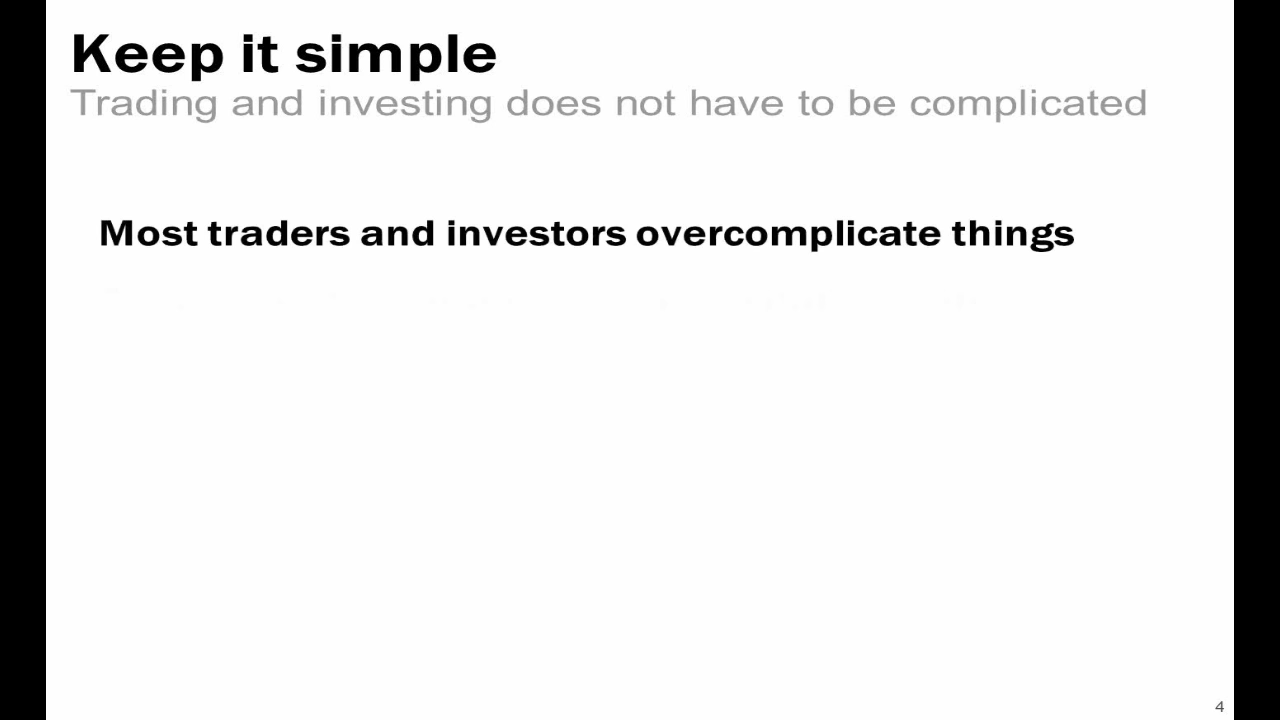 Keep it simple
Trading and investing does not have to be complicated
Most traders and investors overcomplicate things
4